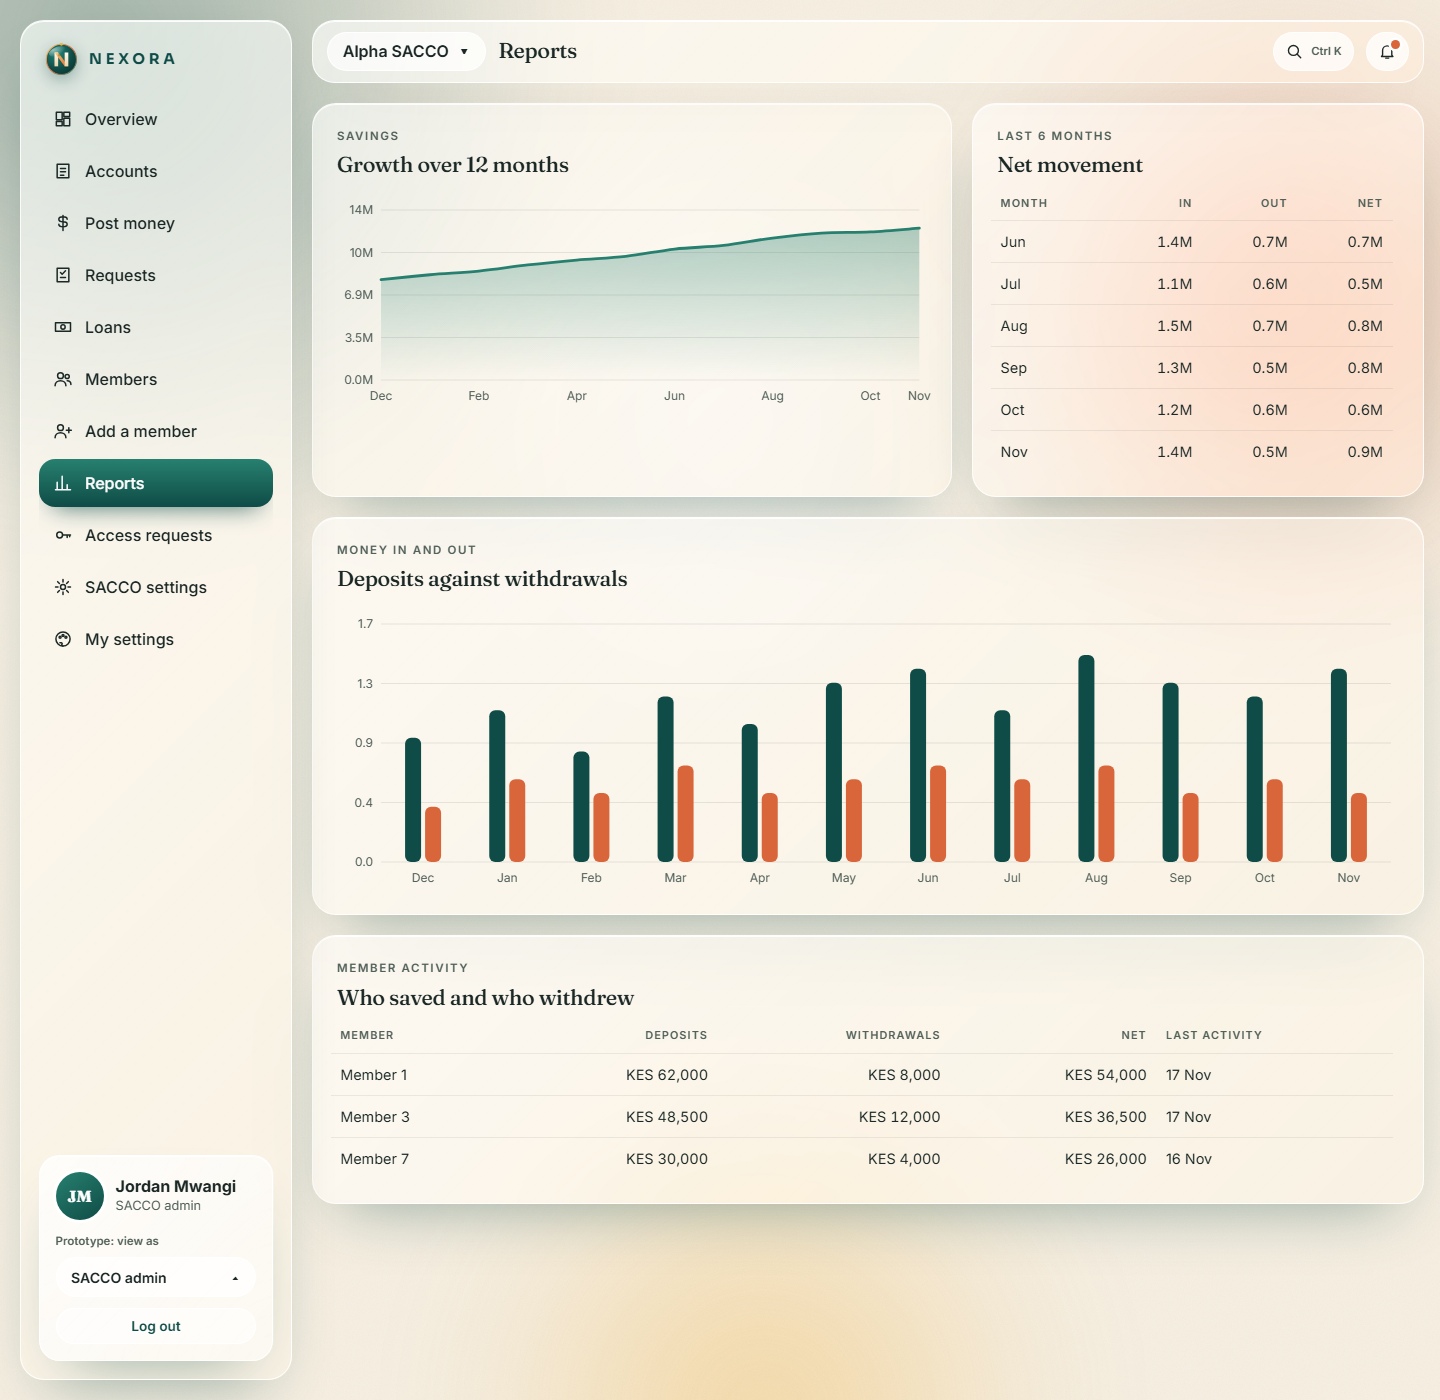 NEXORA
Overview
Accounts
Post money
Requests
Loans
Members
Add a member
Reports
Access requests
SACCO settings
My settings
JM
Jordan Mwangi
SACCO admin
Prototype: view as
SACCO admin
Log out
Alpha SACCO
Reports
Ctrl K
SAVINGS
Growth over 12 months
14M
10M
6.9M
3.5M
0.0M
Dec Feb Apr Jun Aug Oct Nov
LAST 6 MONTHS
Net movement
MONTH IN OUT NET
Jun 1.4M 0.7M 0.7M
Jul 1.1M 0.6M 0.5M
Aug 1.5M 0.7M 0.8M
Sep 1.3M 0.5M 0.8M
Oct 1.2M 0.6M 0.6M
Nov 1.4M 0.5M 0.9M
MONEY IN AND OUT
Deposits against withdrawals
1.7
1.3
0.9
0.4
0.0
Dec Jan Feb Mar Apr May Jun Jul Aug Sep Oct Nov
MEMBER ACTIVITY
Who saved and who withdrew
MEMBER DEPOSITS WITHDRAWALS NET LAST ACTIVITY
Member 1 KES 62,000 KES 8,000 KES 54,000 17 Nov
Member 3 KES 48,500 KES 12,000 KES 36,500 17 Nov
Member 7 KES 30,000 KES 4,000 KES 26,000 16 Nov